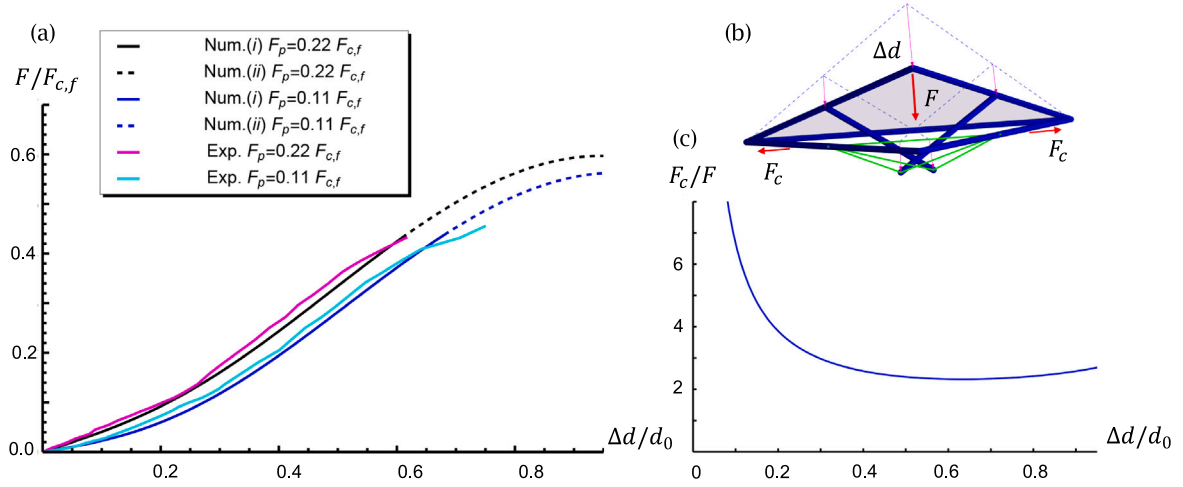 (a)
F/F_{c,f}
Num.(i) F_p=0.22 F_{c,f}
Num.(ii) F_p=0.22 F_{c,f}
Num.(i) F_p=0.11 F_{c,f}
Num.(ii) F_p=0.11 F_{c,f}
Exp. F_p=0.22 F_{c,f}
Exp. F_p=0.11 F_{c,f}
0.6
0.4
0.2
0.0
0.2 0.4 0.6 0.8
Δd/d_0
(b)
Δd
F
F_c
F_c
(c)
F_c/F
6
4
2
0
0 0.2 0.4 0.6 0.8
Δd/d_0